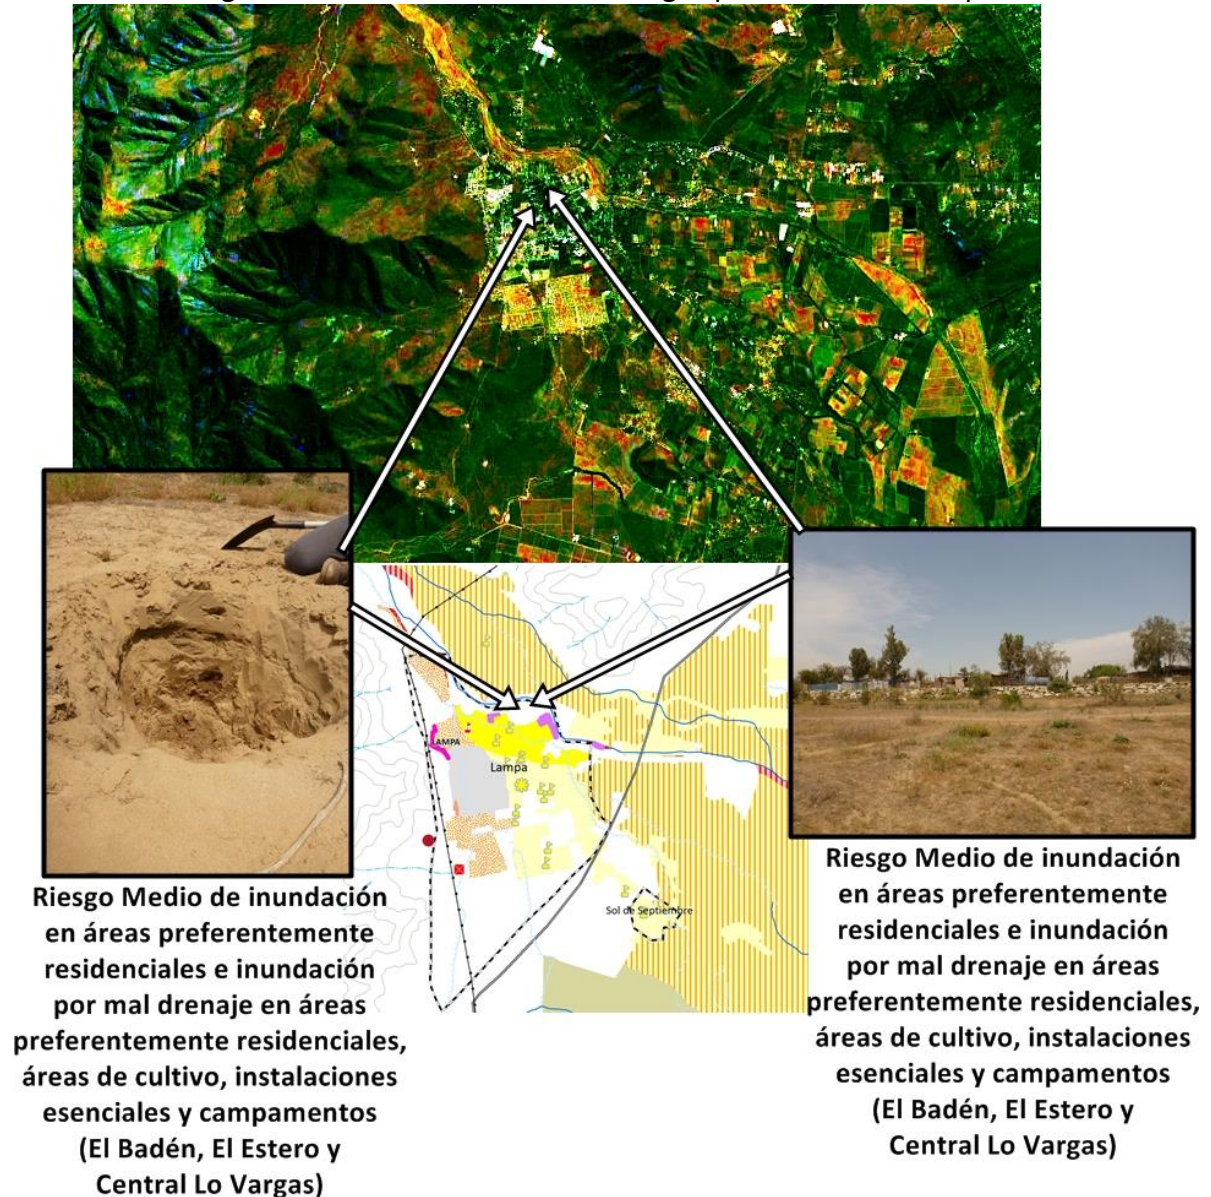 LAMPA
Lampa
Sol de Septiembre
Riesgo Medio de inundación
en áreas preferentemente
residenciales e inundación
por mal drenaje en áreas
preferentemente residenciales,
áreas de cultivo, instalaciones
esenciales y campamentos
(El Badén, El Estero y
Central Lo Vargas)
Riesgo Medio de inundación
en áreas preferentemente
residenciales e inundación
por mal drenaje en áreas
preferentemente residenciales,
áreas de cultivo, instalaciones
esenciales y campamentos
(El Badén, El Estero y
Central Lo Vargas)